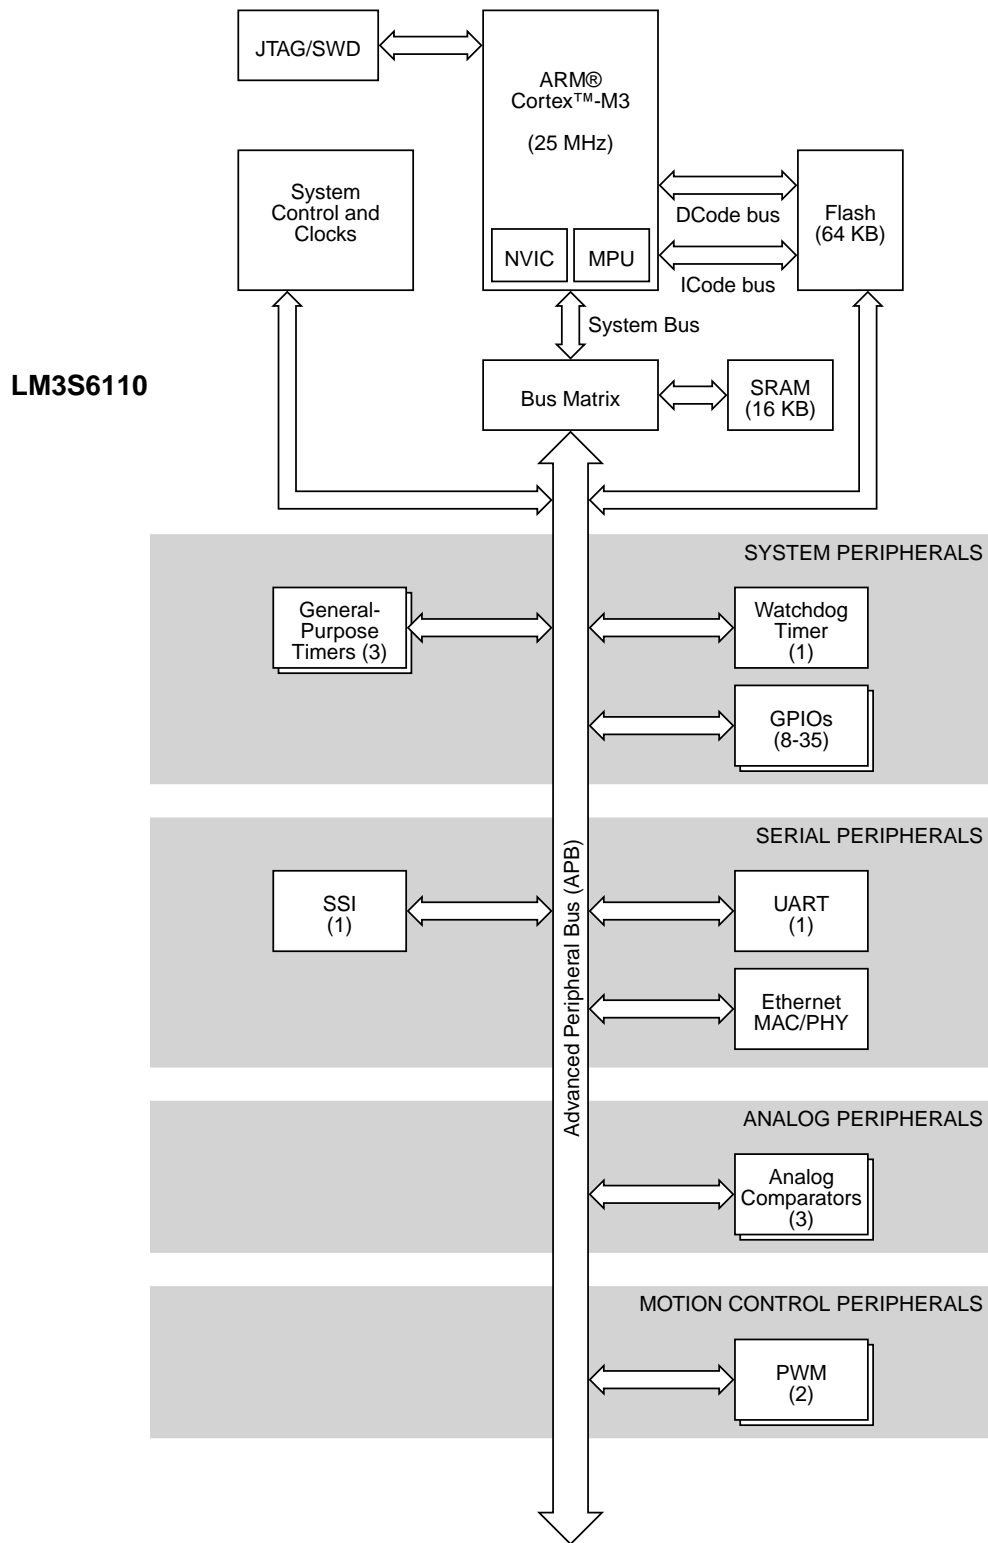 JTAG/SWD
ARM®
Cortex™-M3
(25 MHz)
System
Control and
Clocks
DCode bus
Flash
(64 KB)
NVIC
MPU
ICode bus
System Bus
LM3S6110
Bus Matrix
SRAM
(16 KB)
SYSTEM PERIPHERALS
General-
Purpose
Timers (3)
Watchdog
Timer
(1)
GPIOs
(8-35)
SERIAL PERIPHERALS
Advanced Peripheral Bus (APB)
SSI
(1)
UART
(1)
Ethernet
MAC/PHY
ANALOG PERIPHERALS
Analog
Comparators
(3)
MOTION CONTROL PERIPHERALS
PWM
(2)